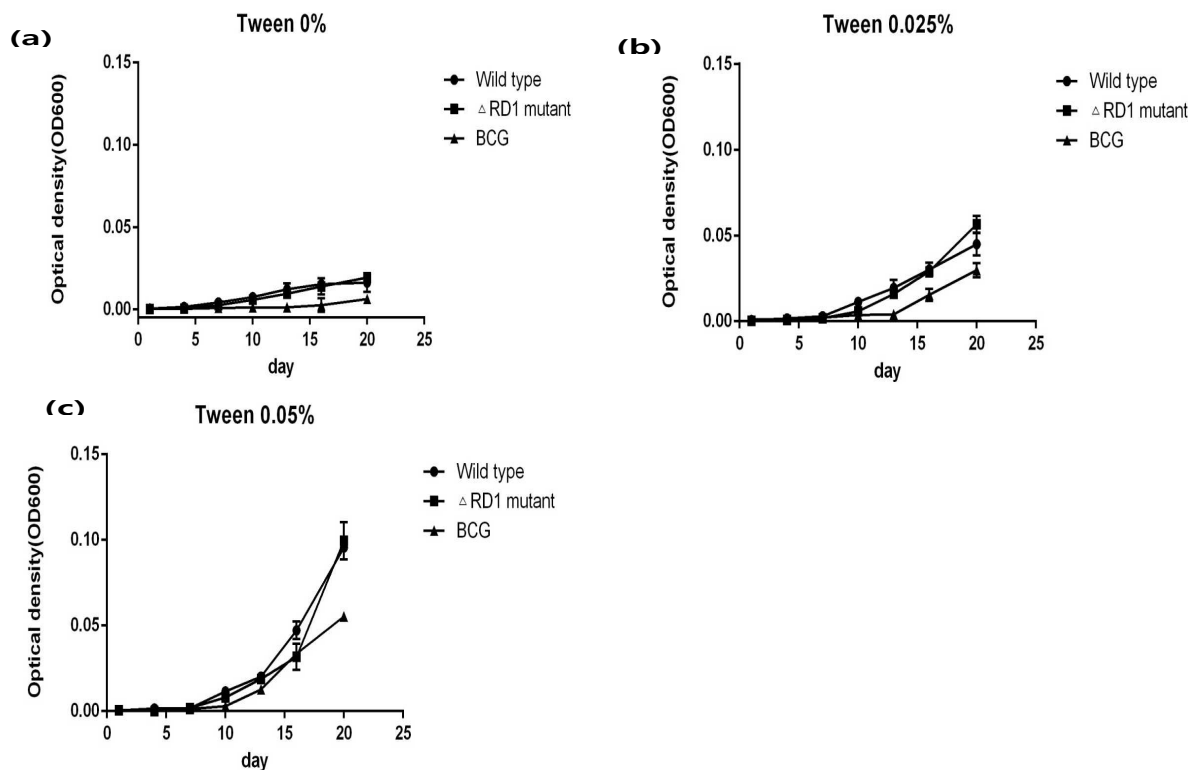 (a)
Tween 0%
Optical density(OD600)
0.15
0.10
0.05
0.00
0 5 10 15 20 25
day
Wild type
△ RD1 mutant
BCG
(b)
Tween 0.025%
Optical density(OD600)
0.15
0.10
0.05
0.00
0 5 10 15 20 25
day
Wild type
△ RD1 mutant
BCG
(c)
Tween 0.05%
Optical density(OD600)
0.15
0.10
0.05
0.00
0 5 10 15 20 25
day
Wild type
△ RD1 mutant
BCG